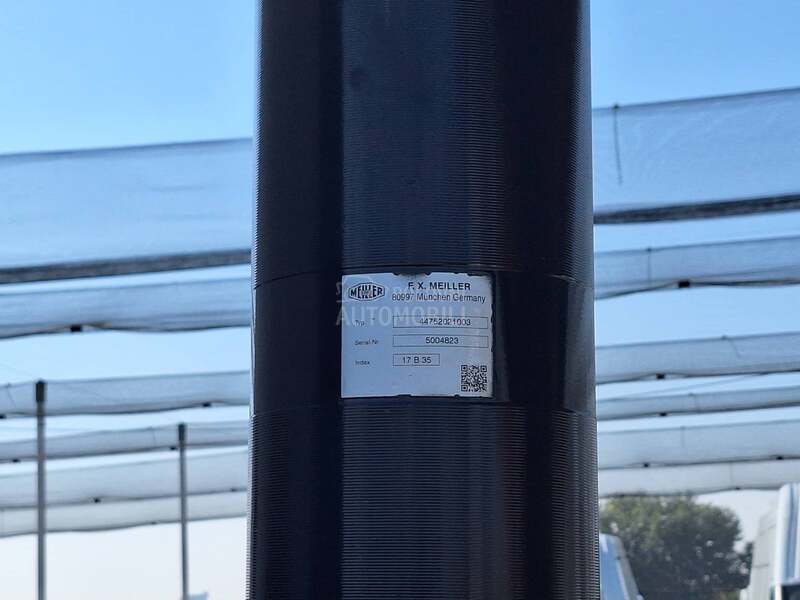 MEILLER
F. X. MEILLER
80997 München Germany
Typ 44752021003
Serial Nr. 5004823
Index 17 B 35
AUTOMOBILI